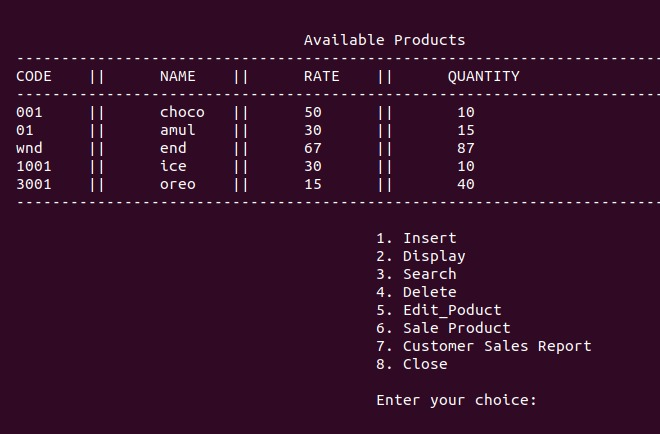 Available Products
--------------------------------------------------------------------------------
CODE || NAME || RATE || QUANTITY
--------------------------------------------------------------------------------
001 || choco || 50 || 10
01 || amul || 30 || 15
wnd || end || 67 || 87
1001 || ice || 30 || 10
3001 || oreo || 15 || 40
--------------------------------------------------------------------------------
1. Insert
2. Display
3. Search
4. Delete
5. Edit_Poduct
6. Sale Product
7. Customer Sales Report
8. Close
Enter your choice: